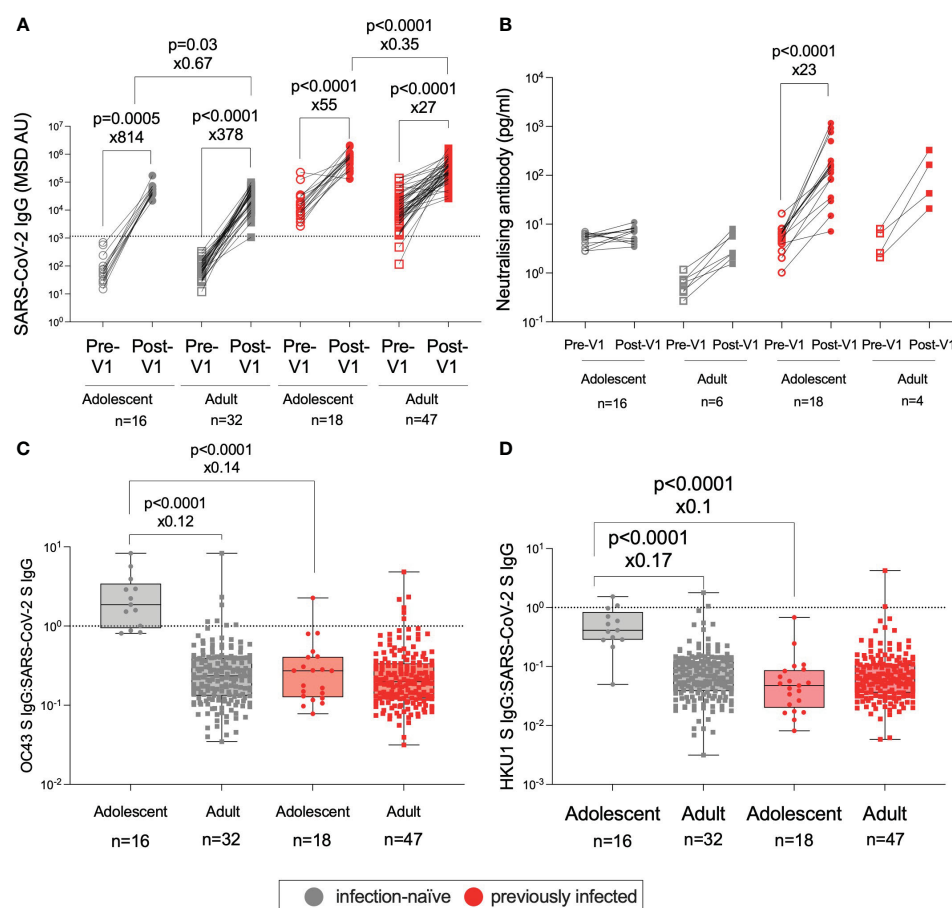 A
p=0.03
x0.67
p<0.0001
x0.35
p=0.0005
x814
p<0.0001
x378
p<0.0001
x55
p<0.0001
x27
SARS-CoV-2 IgG (MSD AU)
10^7
10^6
10^5
10^4
10^3
10^2
10^1
10^0
Pre-V1 Post-V1 Pre-V1 Post-V1 Pre-V1 Post-V1 Pre-V1 Post-V1
Adolescent Adult Adolescent Adult
n=16 n=32 n=18 n=47
B
p<0.0001
x23
Neutralising antibody (pg/ml)
10^4
10^3
10^2
10^1
10^0
10^-1
Pre-V1 Post-V1 Pre-V1 Post-V1 Pre-V1 Post-V1 Pre-V1 Post-V1
Adolescent Adult Adolescent Adult
n=16 n=6 n=18 n=4
C
p<0.0001
x0.14
p<0.0001
x0.12
OC43 S IgG:SARS-CoV-2 S IgG
10^1
10^0
10^-1
10^-2
Adolescent Adult Adolescent Adult
n=16 n=32 n=18 n=47
D
p<0.0001
x0.1
p<0.0001
x0.17
HKU1 S IgG:SARS-CoV-2 S IgG
10^1
10^0
10^-1
10^-2
10^-3
Adolescent Adult Adolescent Adult
n=16 n=32 n=18 n=47
infection-naïve previously infected